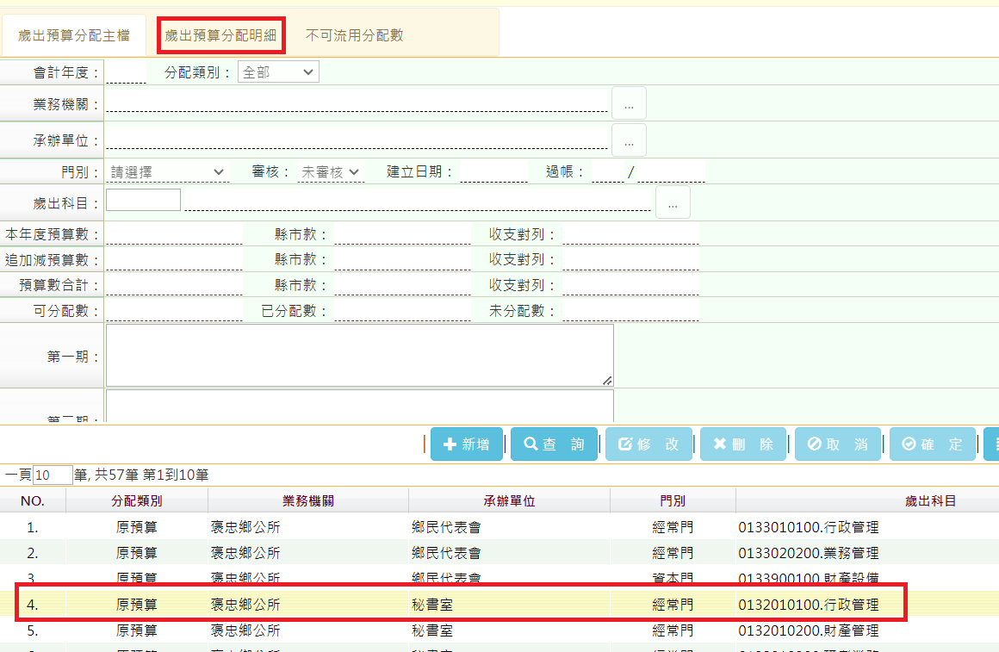 歲出預算分配主檔 歲出預算分配明細 不可流用分配數
會計年度： 分配類別： 全部
業務機關： ...
承辦單位： ...
門別： 請選擇 審核： 未審核 建立日期： 過帳： /
歲出科目： ...
本年度預算數： 縣市款： 收支對列：
追加減預算數： 縣市款： 收支對列：
預算數合計： 縣市款： 收支對列：
可分配數： 已分配數： 未分配數：
第一期：
新增 查 詢 修 改 刪 除 取 消 確 定
一頁10筆, 共57筆 第1到10筆
NO. 分配類別 業務機關 承辦單位 門別 歲出科目
1. 原預算 褒忠鄉公所 鄉民代表會 經常門 0133010100.行政管理
2. 原預算 褒忠鄉公所 鄉民代表會 經常門 0133020200.業務管理
3. 原預算 褒忠鄉公所 鄉民代表會 資本門 0133900100.財產設備
4. 原預算 褒忠鄉公所 秘書室 經常門 0132010100.行政管理
5. 原預算 褒忠鄉公所 秘書室 經常門 0132010200.財產管理